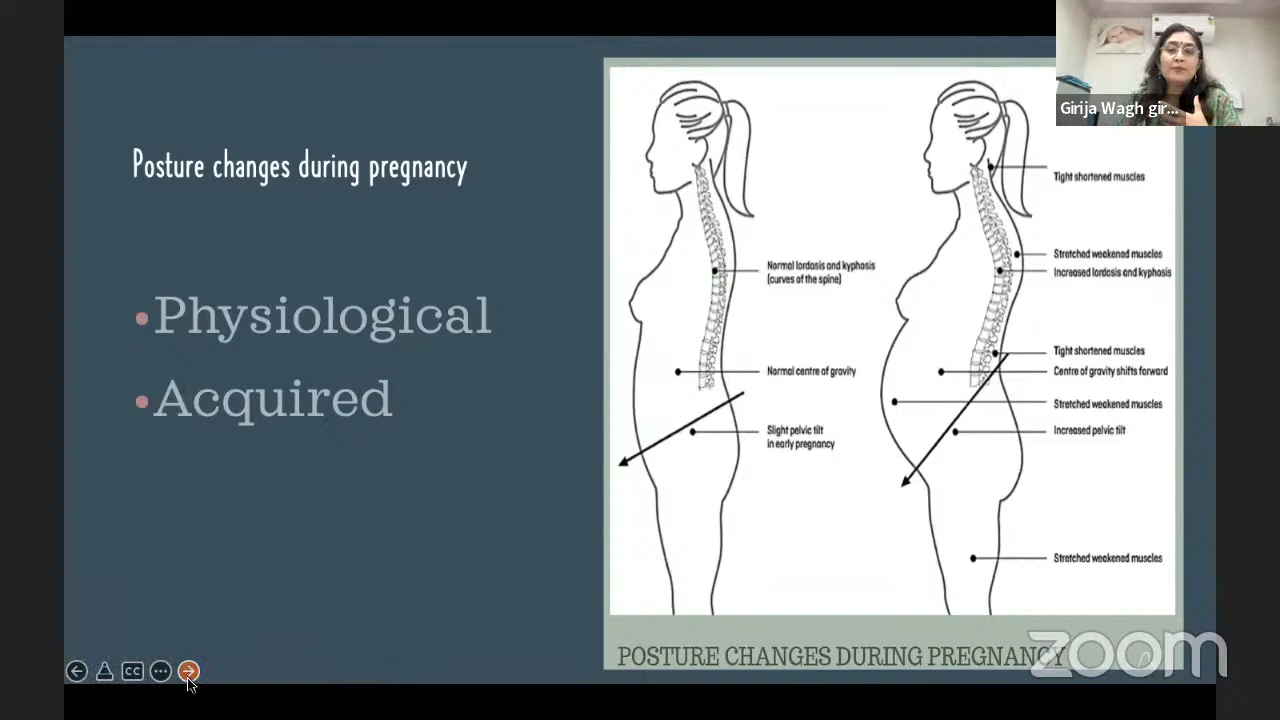 Posture changes during pregnancy
•Physiological
•Acquired
Normal lordosis and kyphosis
(curves of the spine)
Normal centre of gravity
Slight pelvic tilt
in early pregnancy
Tight shortened muscles
Stretched weakened muscles
Increased lordosis and kyphosis
Tight shortened muscles
Centre of gravity shifts forward
Stretched weakened muscles
Increased pelvic tilt
Stretched weakened muscles
POSTURE CHANGES DURING PREGNANCY
Girija Wagh gir...
CC
zoom